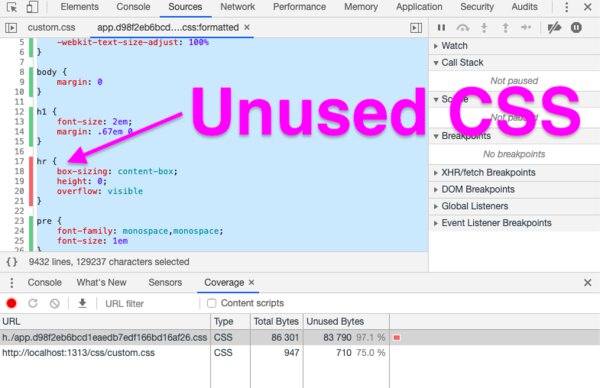 Elements Console Sources Network Performance Memory Application Security Audits
custom.css app.d98f2eb6bcd....css:formatted ×
5 -webkit-text-size-adjust: 100%
6 }
7
8 body {
9 margin: 0
10 }
11
12 h1 {
13 font-size: 2em;
14 margin: .67em 0
15 }
16
17 hr {
18 box-sizing: content-box;
19 height: 0;
20 overflow: visible
21 }
22
23 pre {
24 font-family: monospace,monospace;
25 font-size: 1em
26 }
Unused CSS
Watch
Call Stack
Not paused
Scope
Not paused
Breakpoints
No breakpoints
XHR/fetch Breakpoints
DOM Breakpoints
Global Listeners
Event Listener Breakpoints
{} 9432 lines, 129237 characters selected
Console What's New Sensors Coverage ×
URL filter Content scripts
URL Type Total Bytes Unused Bytes
h./app.d98f2eb6bcd1eaedb7edf166bd16af26.css CSS 86 301 83 790 97.1 %
http://localhost:1313/css/custom.css CSS 947 710 75.0 %